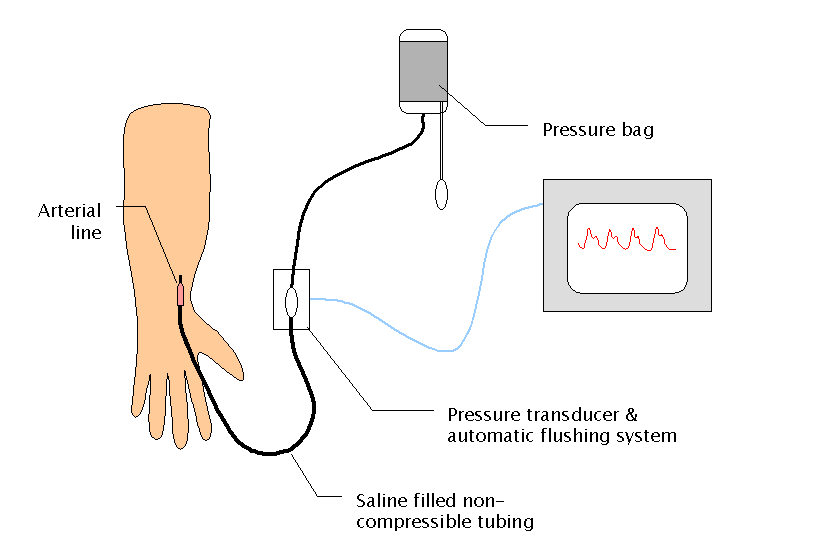 Pressure bag
Arterial
line
Pressure transducer &
automatic flushing system
Saline filled non-
compressible tubing